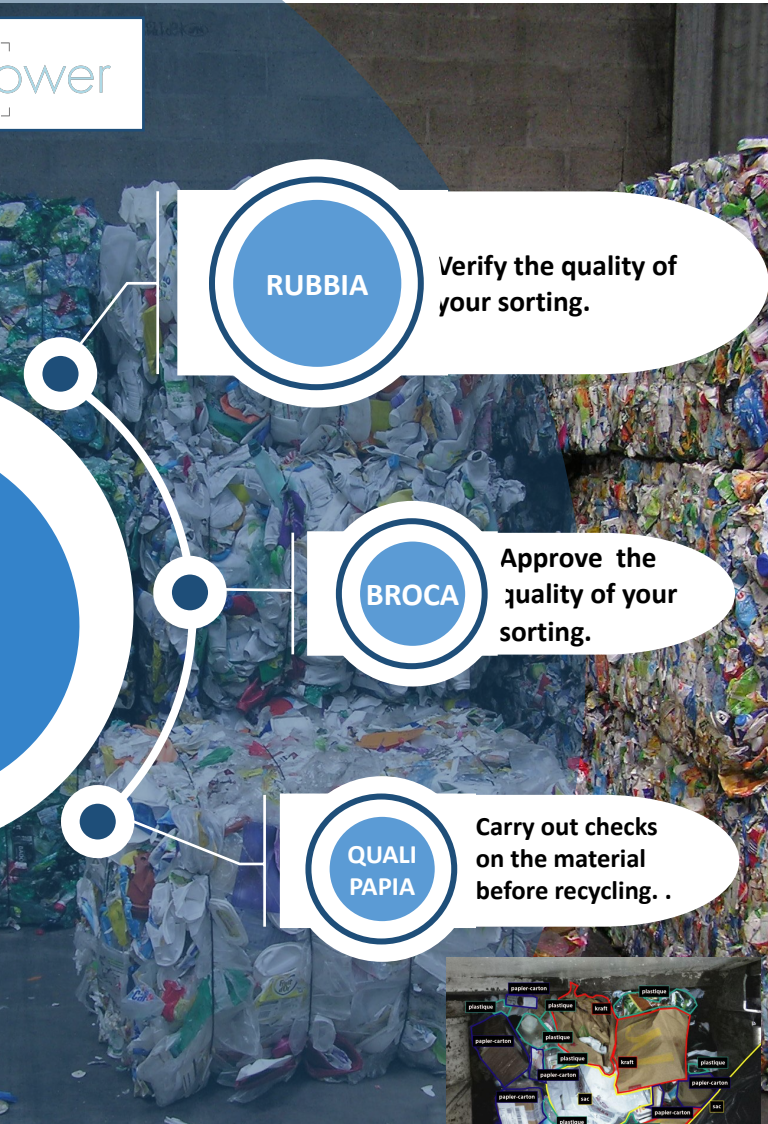 ower
RUBBIA
Verify the quality of
your sorting.
BROCA
Approve  the
quality of your
sorting.
QUALI
PAPIA
Carry out checks
on the material
before recycling. .
papier-carton
plastique
plastique
plastique
kraft
papier-carton
plastique
plastique
kraft
plastique
papier-carton
papier-carton
papier-carton
sac
papier-carton
sac
plastique